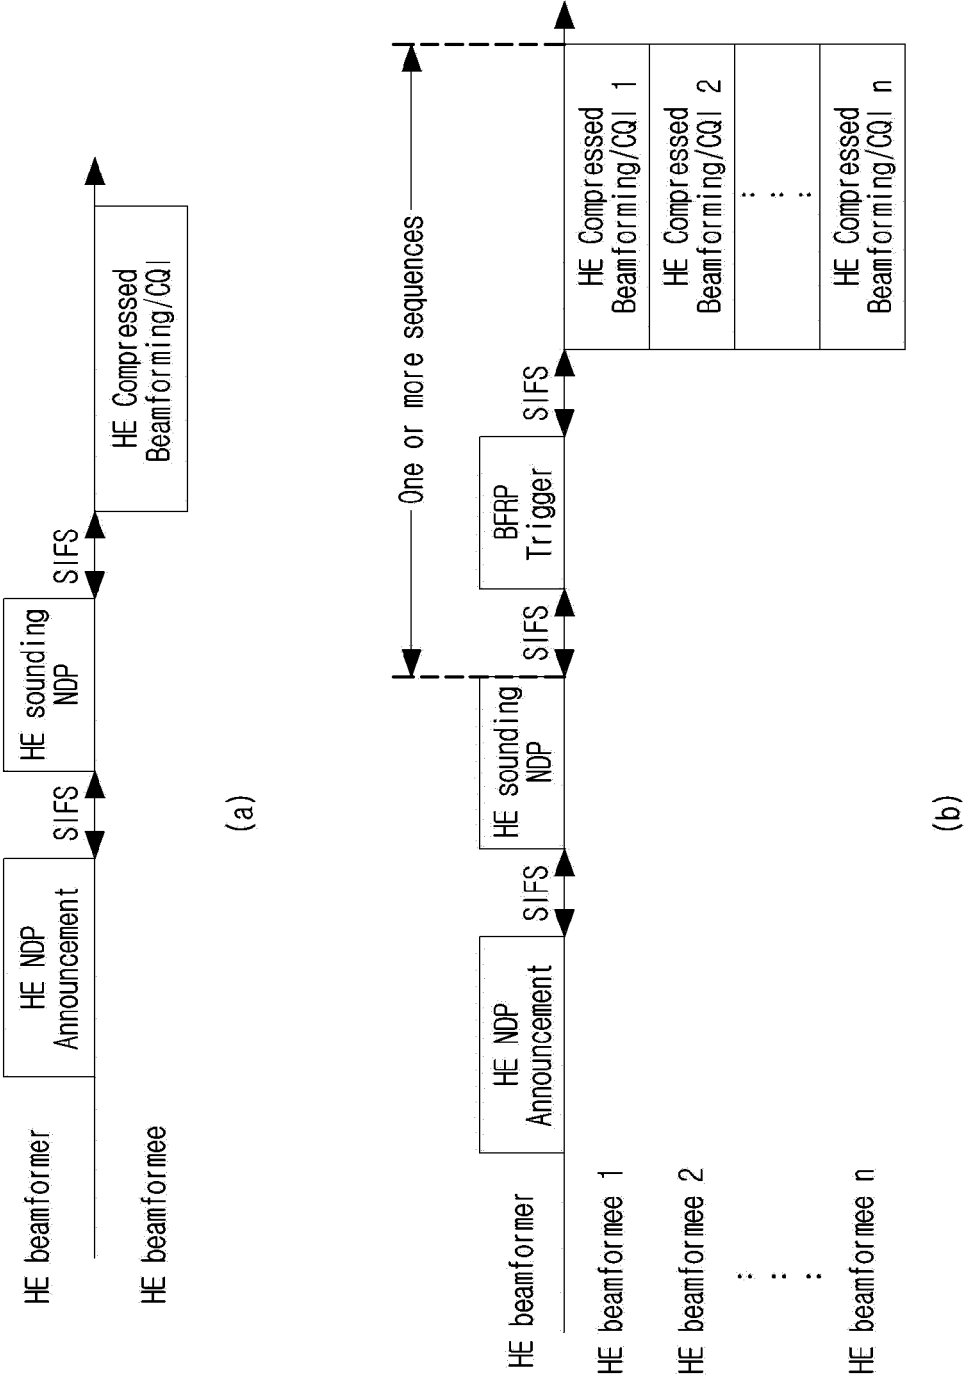 HE beamformer
HE NDP
Announcement
SIFS
HE sounding
NDP
SIFS
HE beamformee
HE Compressed
Beamforming/CQI
(a)
One or more sequences
HE beamformer
HE NDP
Announcement
SIFS
HE sounding
NDP
SIFS
BFRP
Trigger
SIFS
HE beamformee 1
HE Compressed
Beamforming/CQI 1
HE beamformee 2
HE Compressed
Beamforming/CQI 2
HE beamformee n
HE Compressed
Beamforming/CQI n
(b)